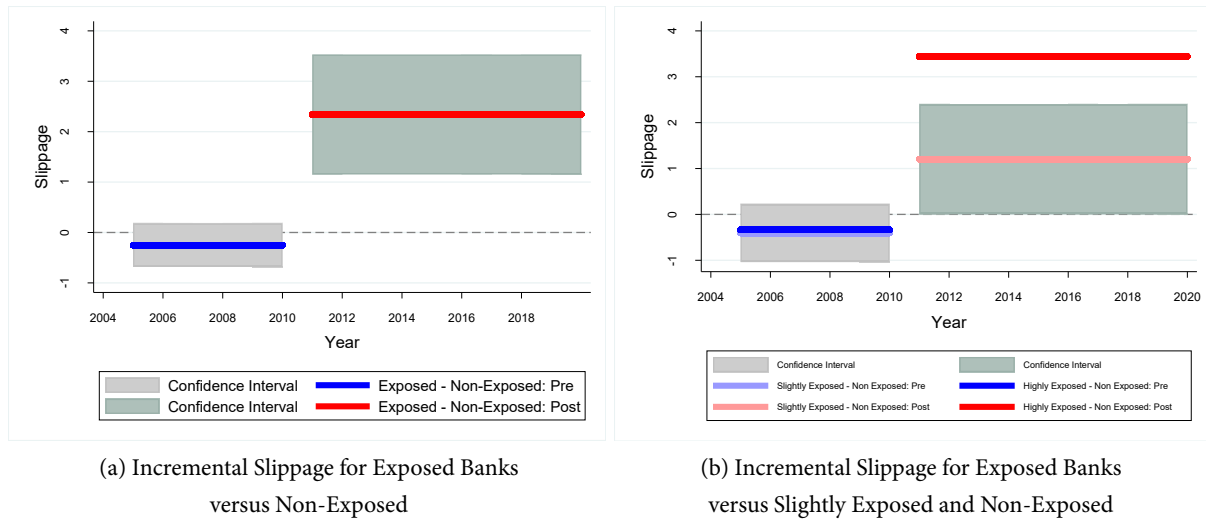 4
3
2
1
0
-1
Slippage
2004 2006 2008 2010 2012 2014 2016 2018
Year
Confidence Interval Exposed - Non-Exposed: Pre
Confidence Interval Exposed - Non-Exposed: Post
(a) Incremental Slippage for Exposed Banks
versus Non-Exposed
4
3
2
1
0
-1
Slippage
2004 2006 2008 2010 2012 2014 2016 2018 2020
Year
Confidence Interval Confidence Interval
Slightly Exposed - Non Exposed: Pre Highly Exposed - Non Exposed: Pre
Slightly Exposed - Non Exposed: Post Highly Exposed - Non Exposed: Post
(b) Incremental Slippage for Exposed Banks
versus Slightly Exposed and Non-Exposed